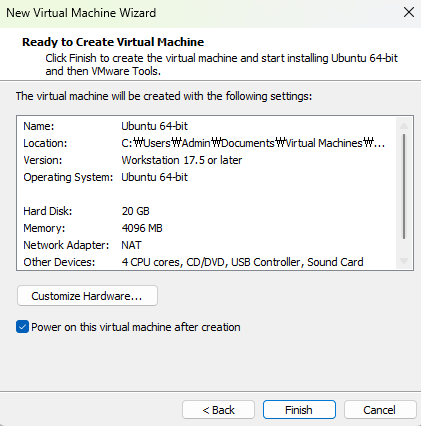 New Virtual Machine Wizard
Ready to Create Virtual Machine
Click Finish to create the virtual machine and start installing Ubuntu 64-bit
and then VMware Tools.
The virtual machine will be created with the following settings:
Name: Ubuntu 64-bit
Location: C:₩Users₩Admin₩Documents₩Virtual Machines₩...
Version: Workstation 17.5 or later
Operating System: Ubuntu 64-bit
Hard Disk: 20 GB
Memory: 4096 MB
Network Adapter: NAT
Other Devices: 4 CPU cores, CD/DVD, USB Controller, Sound Card
Customize Hardware...
Power on this virtual machine after creation
< Back Finish Cancel